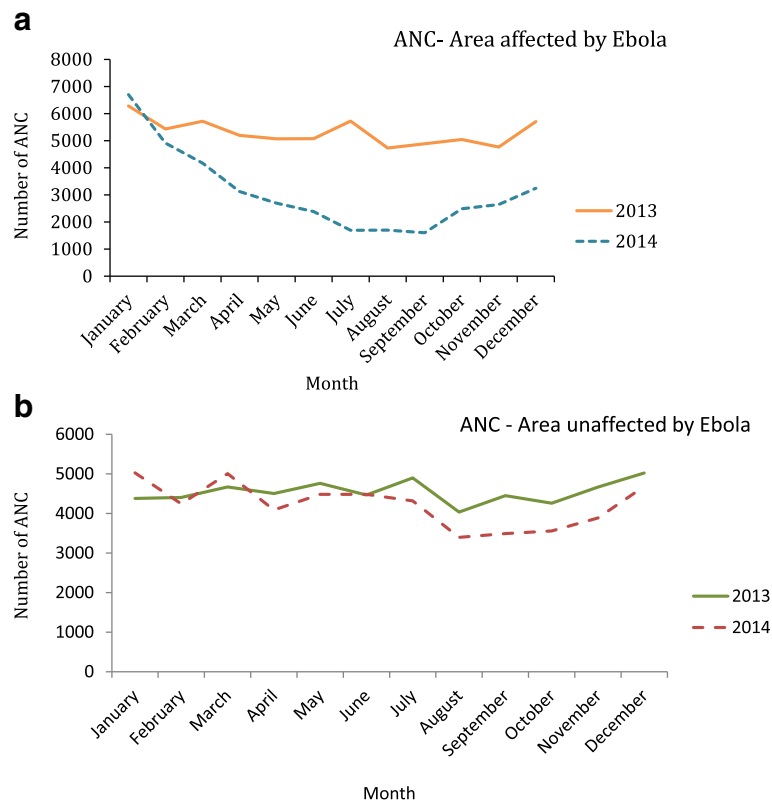 a
ANC- Area affected by Ebola
8000
7000
6000
5000
4000
3000
2000
1000
0
Number of ANC
2013
2014
January
February
March
April
May
June
July
August
September
October
November
December
Month
b
ANC - Area unaffected by Ebola
6000
5000
4000
3000
2000
1000
0
Number of ANC
2013
2014
January
February
March
April
May
June
July
August
September
October
November
December
Month